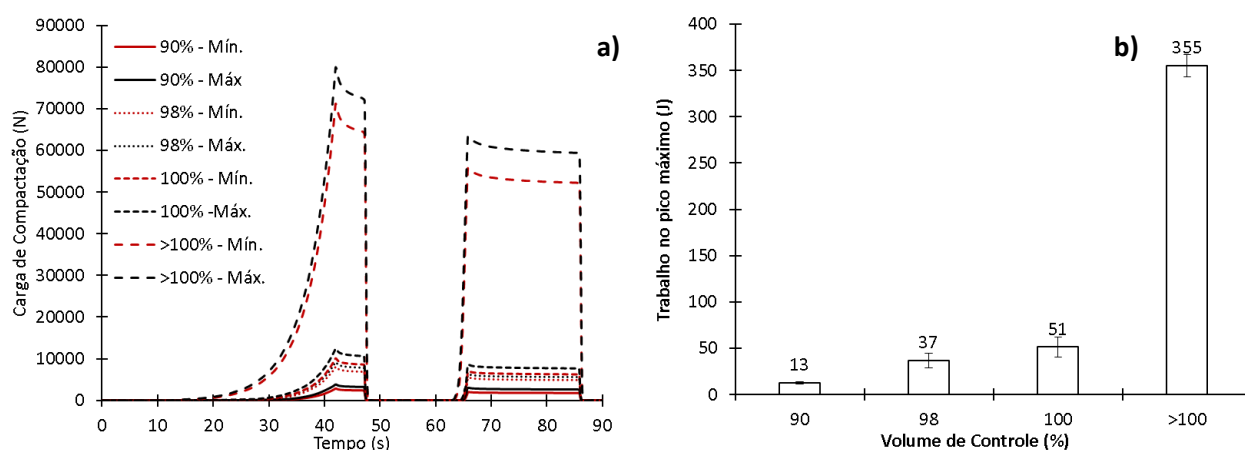 a)
Carga de Compactação (N)
90000
80000
70000
60000
50000
40000
30000
20000
10000
0
90% - Mín.
90% - Máx
98% - Mín.
98% - Máx.
100% - Mín.
100% -Máx.
>100% - Mín.
>100% - Máx.
0 10 20 30 40 50 60 70 80 90
Tempo (s)
b)
Trabalho no pico máximo (J)
400
350
300
250
200
150
100
50
0
13
37
51
355
90 98 100 >100
Volume de Controle (%)